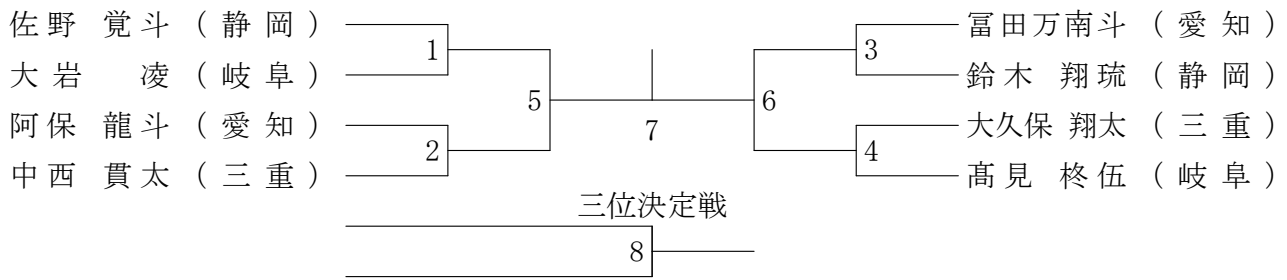 佐野 覚斗 ( 静 岡 )
大岩　凌 ( 岐 阜 )
阿保 龍斗 ( 愛 知 )
中西 貫太 ( 三 重 )
1
2
5
7
6
3
4
冨田万南斗 ( 愛 知 )
鈴木 翔琉 ( 静 岡 )
大久保 翔太 ( 三 重 )
髙見 柊伍 ( 岐 阜 )
三位決定戦
8